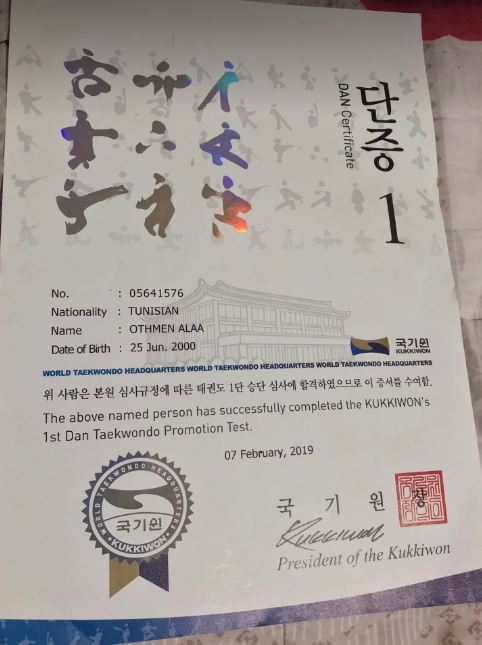 단증
DAN Certificate
1
No. : 05641576
Nationality : TUNISIAN
Name : OTHMEN ALAA
Date of Birth : 25 Jun. 2000
국기원
KUKKIWON
WORLD TAEKWONDO HEADQUARTERS WORLD TAEKWONDO HEADQUARTERS WORLD TAEKWONDO HEADQUARTERS
위 사람은 본원 심사규정에 따른 태권도 1단 승단 심사에 합격하였으므로 이 증서를 수여함.
The above named person has successfully completed the KUKKIWON's
1st Dan Taekwondo Promotion Test.
07 February, 2019
WORLD TAEKWONDO HEADQUARTERS
국기원
KUKKIWON
국 기 원
Kukkiwon
President of the Kukkiwon